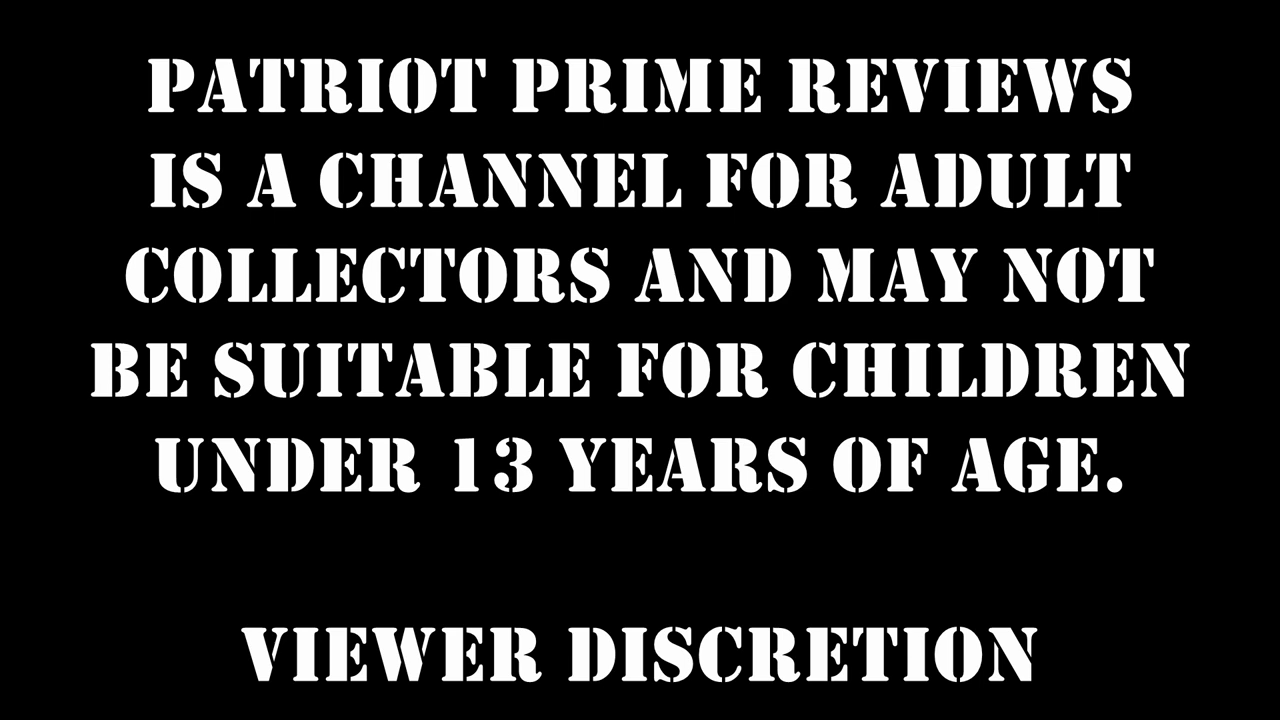 PATRIOT PRIME REVIEWS
IS A CHANNEL FOR ADULT
COLLECTORS AND MAY NOT
BE SUITABLE FOR CHILDREN
UNDER 13 YEARS OF AGE.
VIEWER DISCRETION